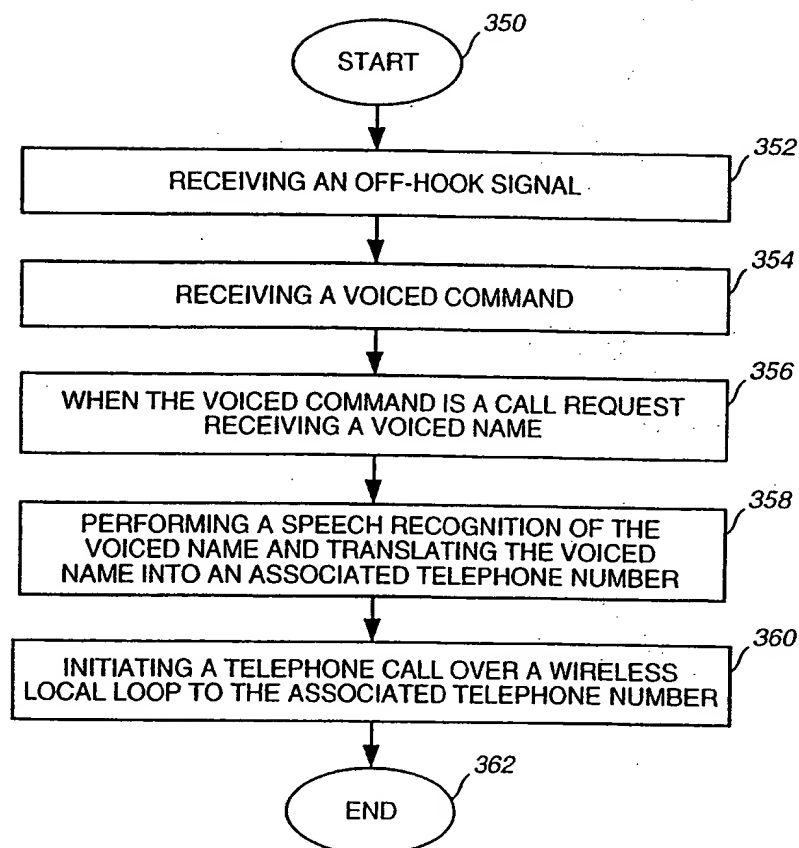 350
START
352
RECEIVING AN OFF-HOOK SIGNAL
354
RECEIVING A VOICED COMMAND
356
WHEN THE VOICED COMMAND IS A CALL REQUEST
RECEIVING A VOICED NAME
358
PERFORMING A SPEECH RECOGNITION OF THE
VOICED NAME AND TRANSLATING THE VOICED
NAME INTO AN ASSOCIATED TELEPHONE NUMBER
360
INITIATING A TELEPHONE CALL OVER A WIRELESS
LOCAL LOOP TO THE ASSOCIATED TELEPHONE NUMBER
362
END